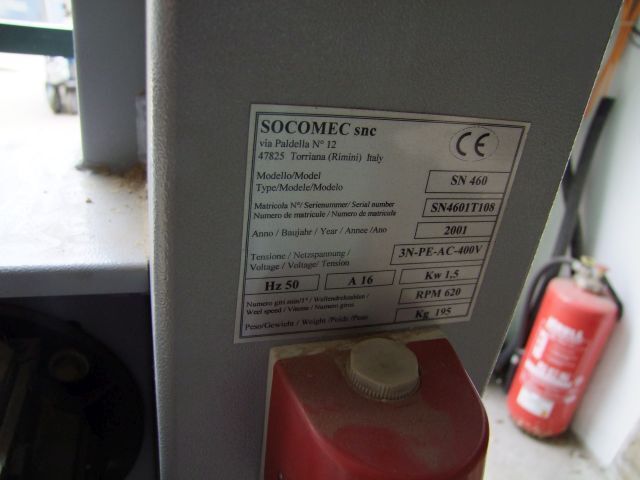 SOCOMEC snc
via Paldella N° 12
47825 Torriana (Rimini) Italy
CE
Modello/Model
Type/Modele/Modelo
SN 460
Matricola N°/ Serienummer/ Serial number
Numero de matricule / Numero de matricula
SN4601T108
Anno / Baujahr / Year / Annee /Ano
2001
Tensione / Netzspannung /
Voltage / Voltage/ Tension
3N-PE-AC-400V
Hz 50
A 16
Kw 1,5
Numero giri min/1" / Wellendrehzahlen/
Weel speed / Vitesse / Numero giros
RPM 620
Peso/Gewicht / Weight /Poids /Peso
Kg 195